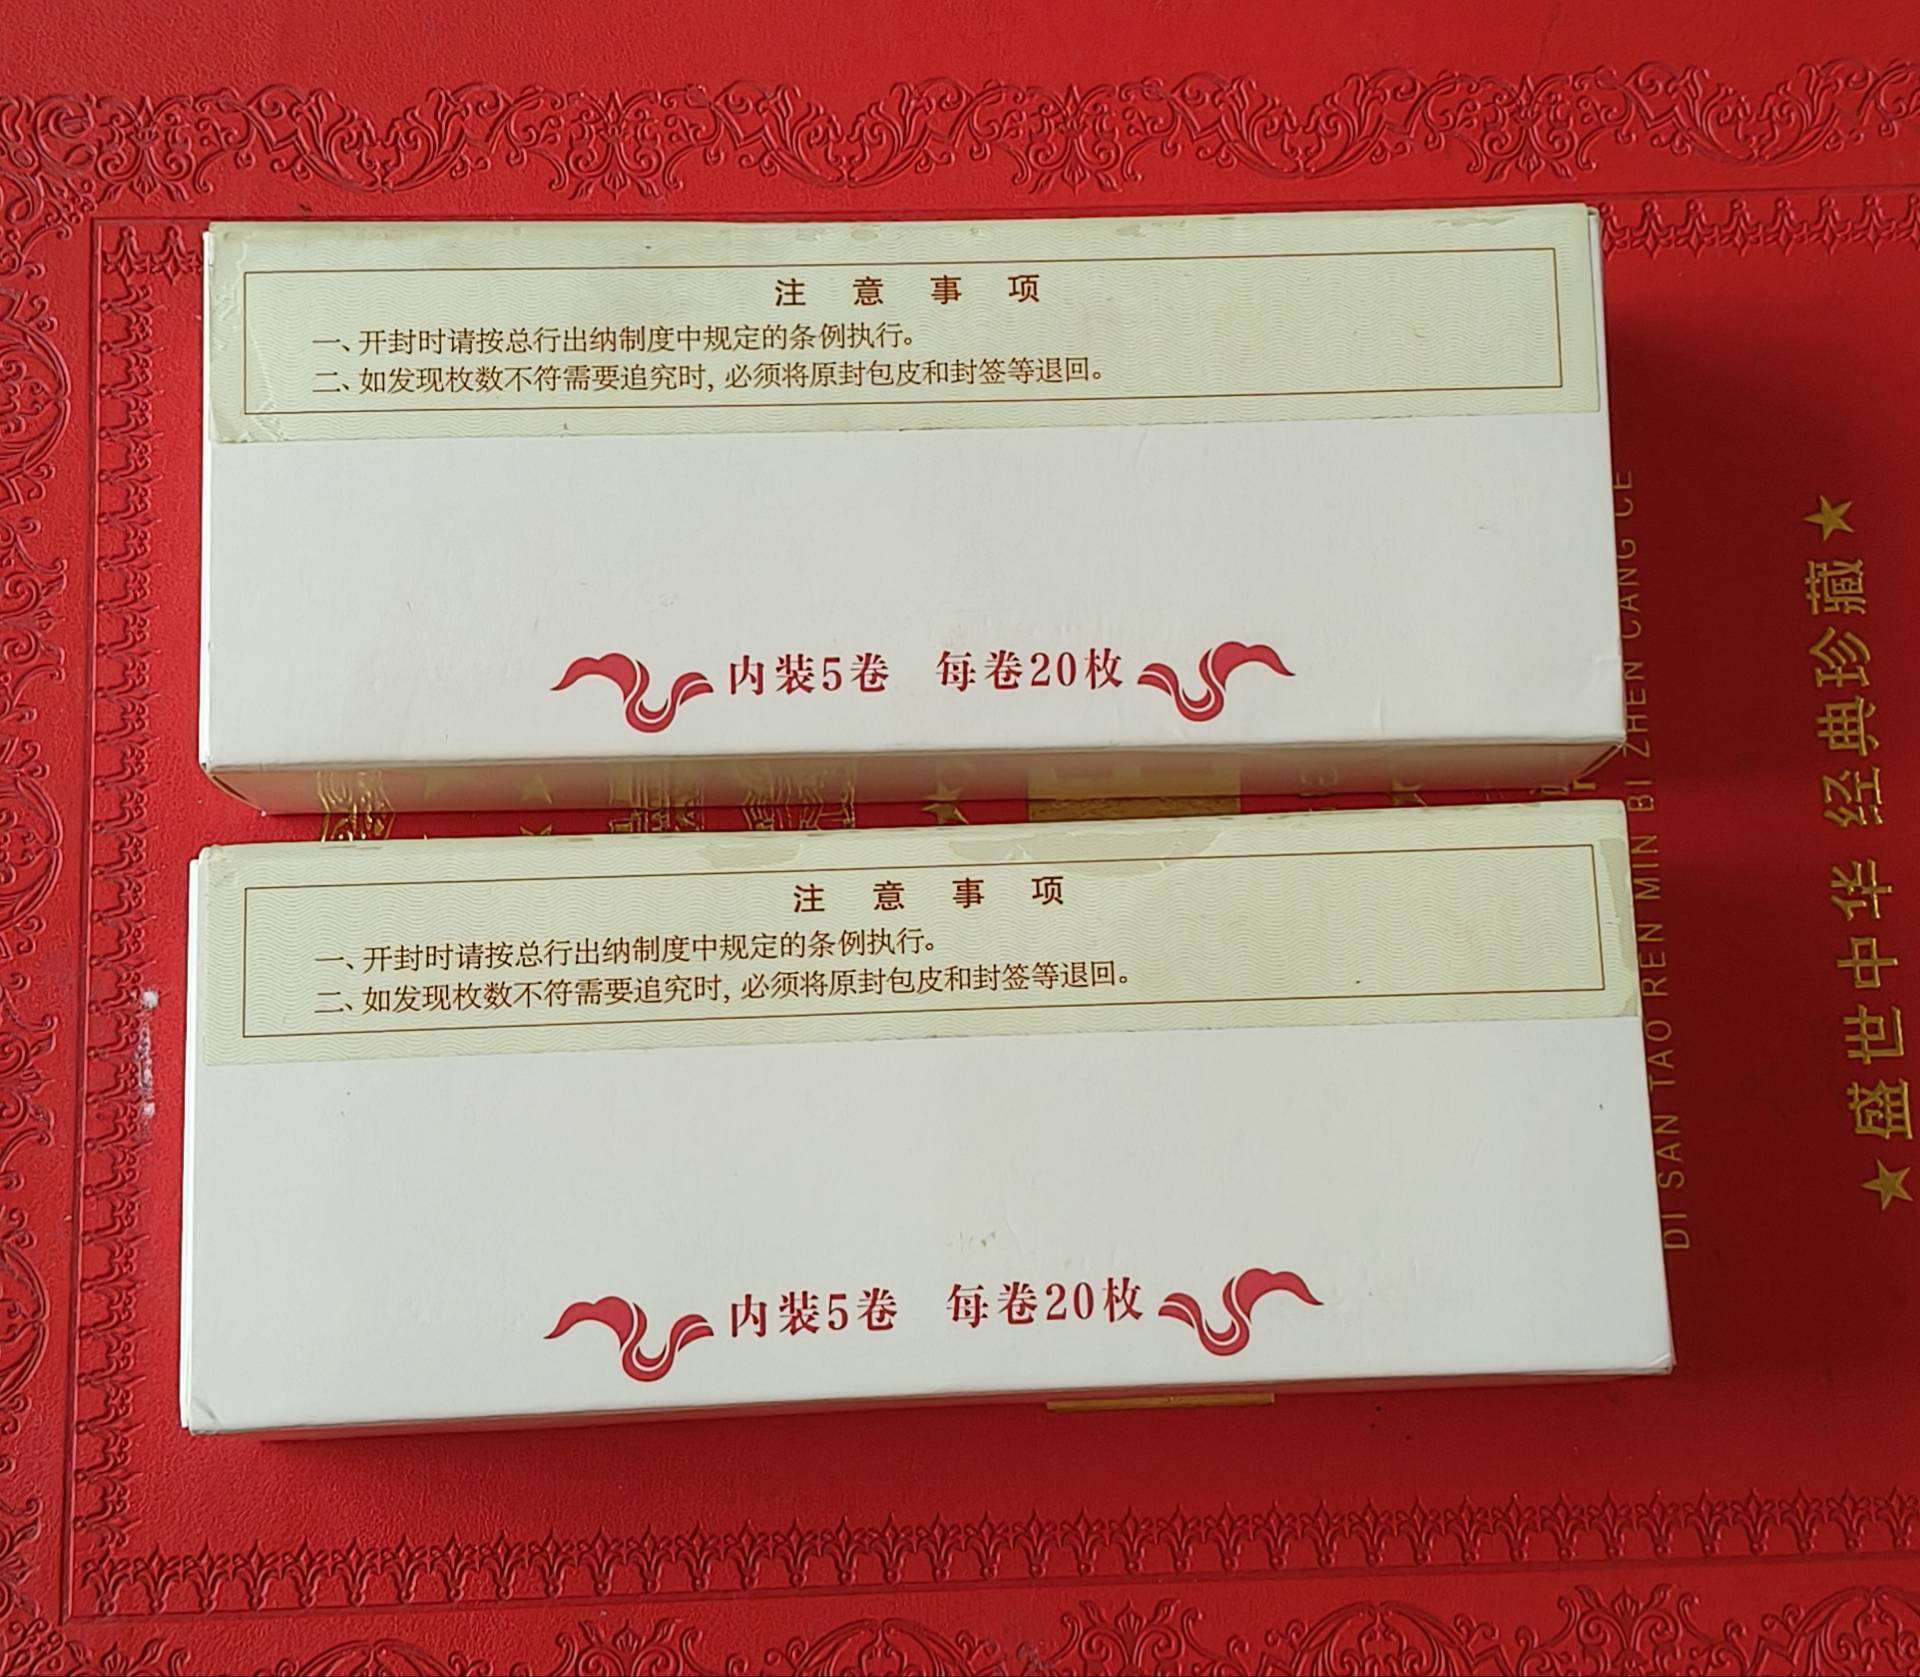 注意事项
一、开封时请按总行出纳制度中规定的条例执行。
二、如发现枚数不符需要追究时,必须将原封包皮和封签等退回。
内装5卷 每卷20枚
注意事项
一、开封时请按总行出纳制度中规定的条例执行。
二、如发现枚数不符需要追究时,必须将原封包皮和封签等退回。
内装5卷 每卷20枚
DI SAN TAO REN MIN BI ZHEN CANG CE
★盛世中华 经典珍藏★